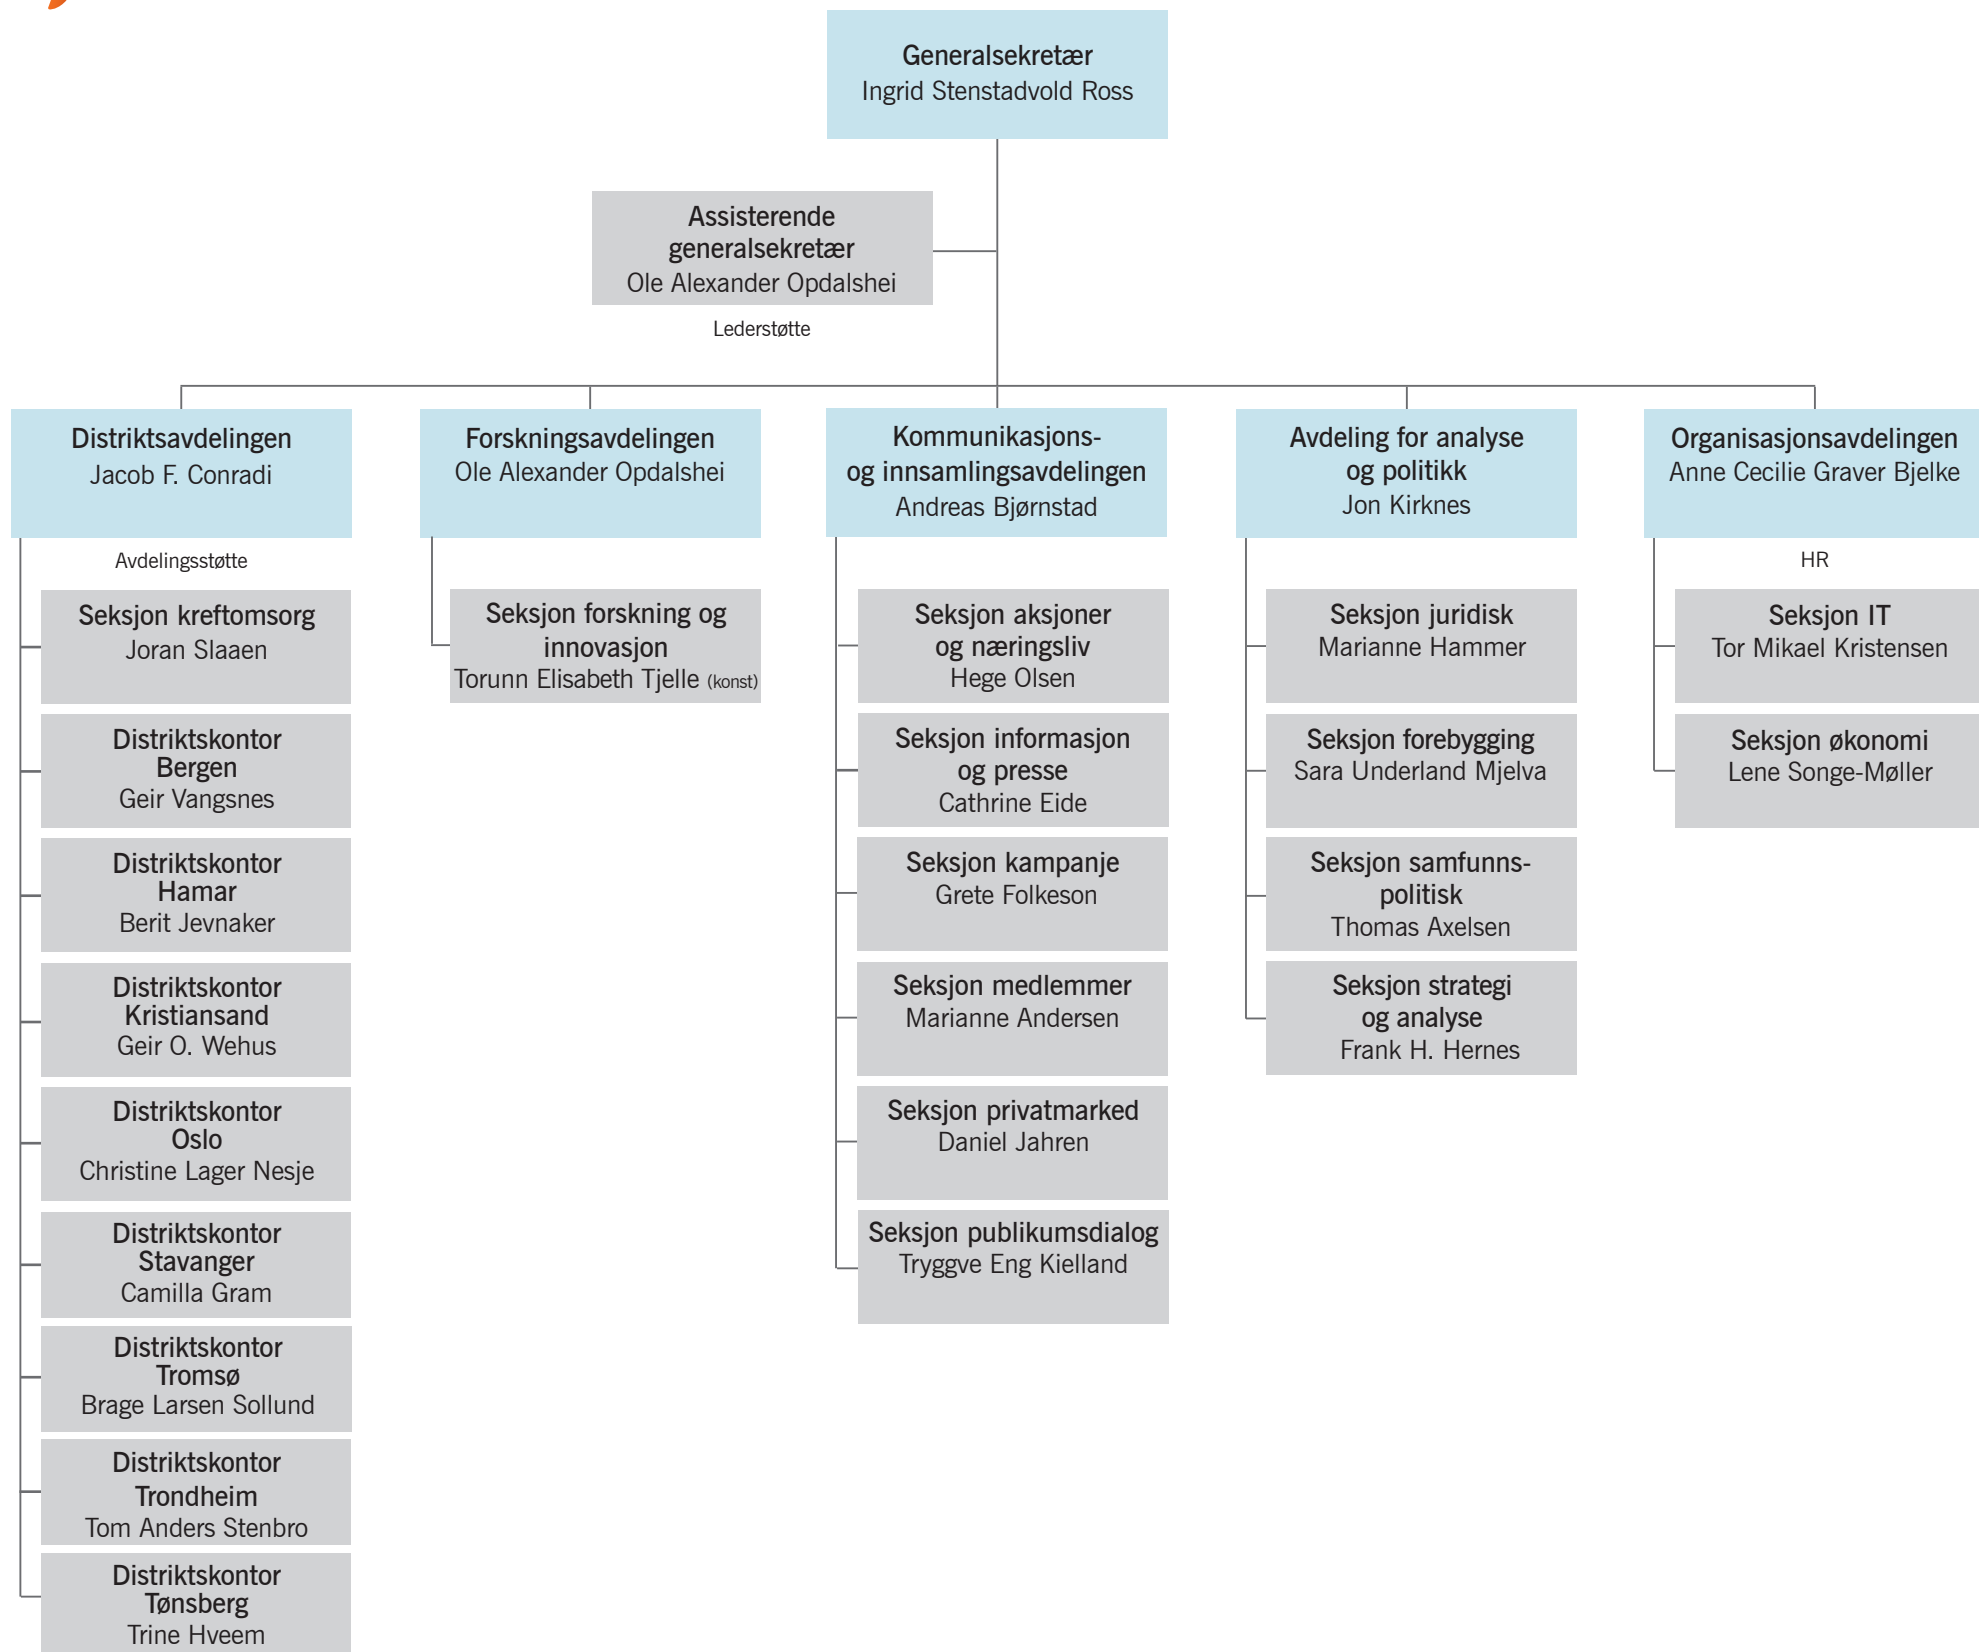 Generalsekretær
Ingrid Stenstadvold Ross
Assisterende
generalsekretær
Ole Alexander Opdalshei
Lederstøtte
Distriktsavdelingen
Jacob F. Conradi
Avdelingsstøtte
Seksjon kreftomsorg
Joran Slaaen
Distriktskontor
Bergen
Geir Vangsnes
Distriktskontor
Hamar
Berit Jevnaker
Distriktskontor
Kristiansand
Geir O. Wehus
Distriktskontor
Oslo
Christine Lager Nesje
Distriktskontor
Stavanger
Camilla Gram
Distriktskontor
Tromsø
Brage Larsen Sollund
Distriktskontor
Trondheim
Tom Anders Stenbro
Distriktskontor
Tønsberg
Trine Hveem
Forskningsavdelingen
Ole Alexander Opdalshei
Seksjon forskning og
innovasjon
Torunn Elisabeth Tjelle (konst)
Kommunikasjons-
og innsamlingsavdelingen
Andreas Bjørnstad
Seksjon aksjoner
og næringsliv
Hege Olsen
Seksjon informasjon
og presse
Cathrine Eide
Seksjon kampanje
Grete Folkeson
Seksjon medlemmer
Marianne Andersen
Seksjon privatmarked
Daniel Jahren
Seksjon publikumsdialog
Tryggve Eng Kielland
Avdeling for analyse
og politikk
Jon Kirknes
Seksjon juridisk
Marianne Hammer
Seksjon forebygging
Sara Underland Mjelva
Seksjon samfunns-
politisk
Thomas Axelsen
Seksjon strategi
og analyse
Frank H. Hernes
Organisasjonsavdelingen
Anne Cecilie Graver Bjelke
HR
Seksjon IT
Tor Mikael Kristensen
Seksjon økonomi
Lene Songe-Møller